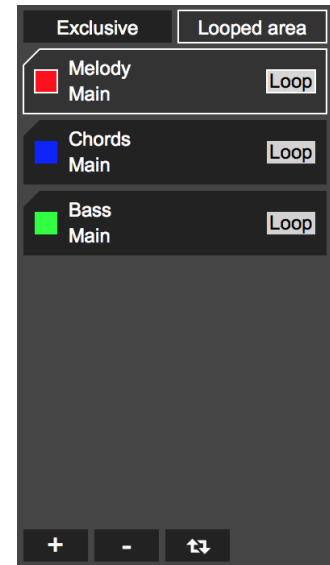 Exclusive Looped area
Melody
Main
Loop
Chords
Main
Loop
Bass
Main
Loop
+ -